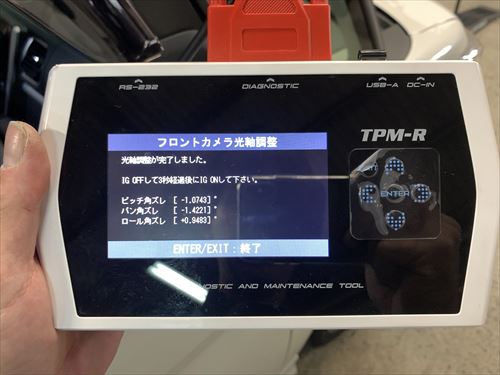 RS-232 DIAGNOSTIC USB-A DC-IN
TPM-R
フロントカメラ光軸調整
光軸調整が完了しました。
IG OFFして3秒経過後にIG ONして下さい。
ピッチ角ズレ [ -1.0743] °
パン角ズレ [ -1.4221] °
ロール角ズレ [ +0.9483] °
ENTER/EXIT：終了
ENTER
NOSTIC AND MAINTENANCE TOOL